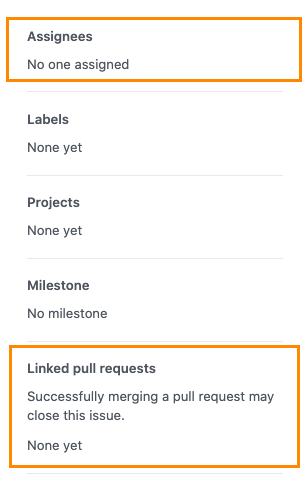 Assignees
No one assigned
Labels
None yet
Projects
None yet
Milestone
No milestone
Linked pull requests
Successfully merging a pull request may
close this issue.
None yet